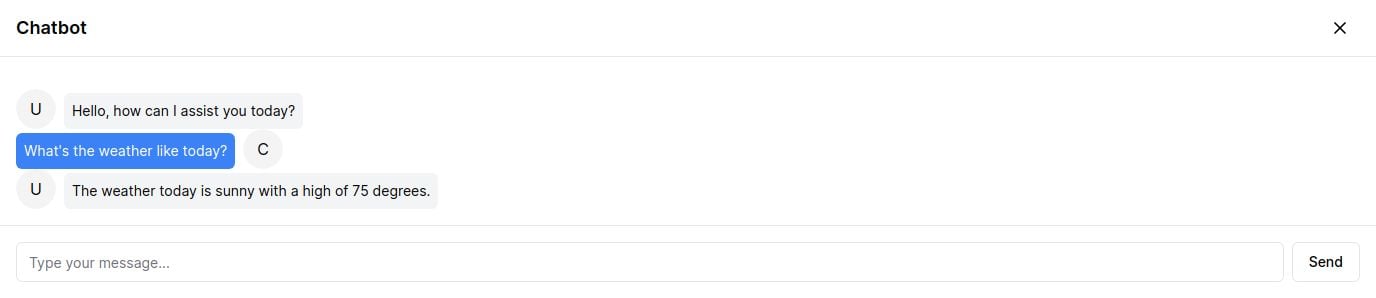 Chatbot
U Hello, how can I assist you today?
What's the weather like today? C
U The weather today is sunny with a high of 75 degrees.
Type your message... Send